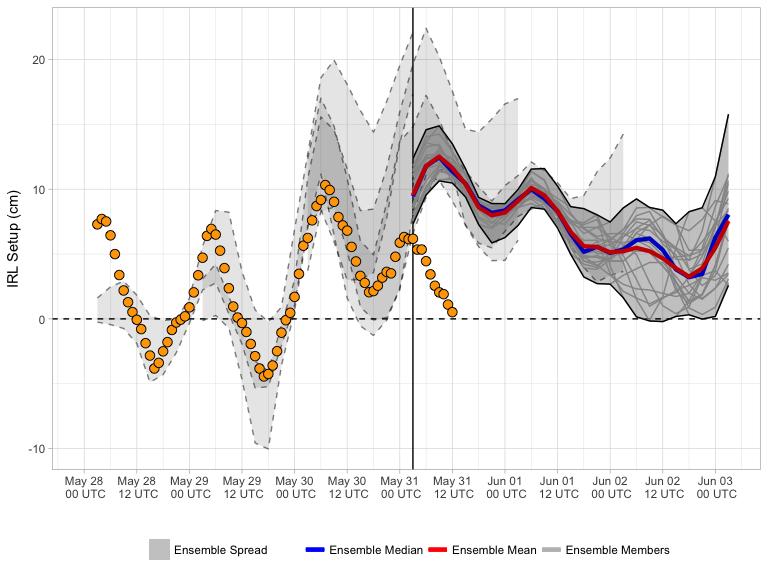 IRL Setup (cm)
20
10
0
-10
May 28 May 28 May 29 May 29 May 30 May 30 May 31 May 31 Jun 01 Jun 01 Jun 02 Jun 02 Jun 03
00 UTC 12 UTC 00 UTC 12 UTC 00 UTC 12 UTC 00 UTC 12 UTC 00 UTC 12 UTC 00 UTC 12 UTC 00 UTC
Ensemble Spread Ensemble Median Ensemble Mean Ensemble Members